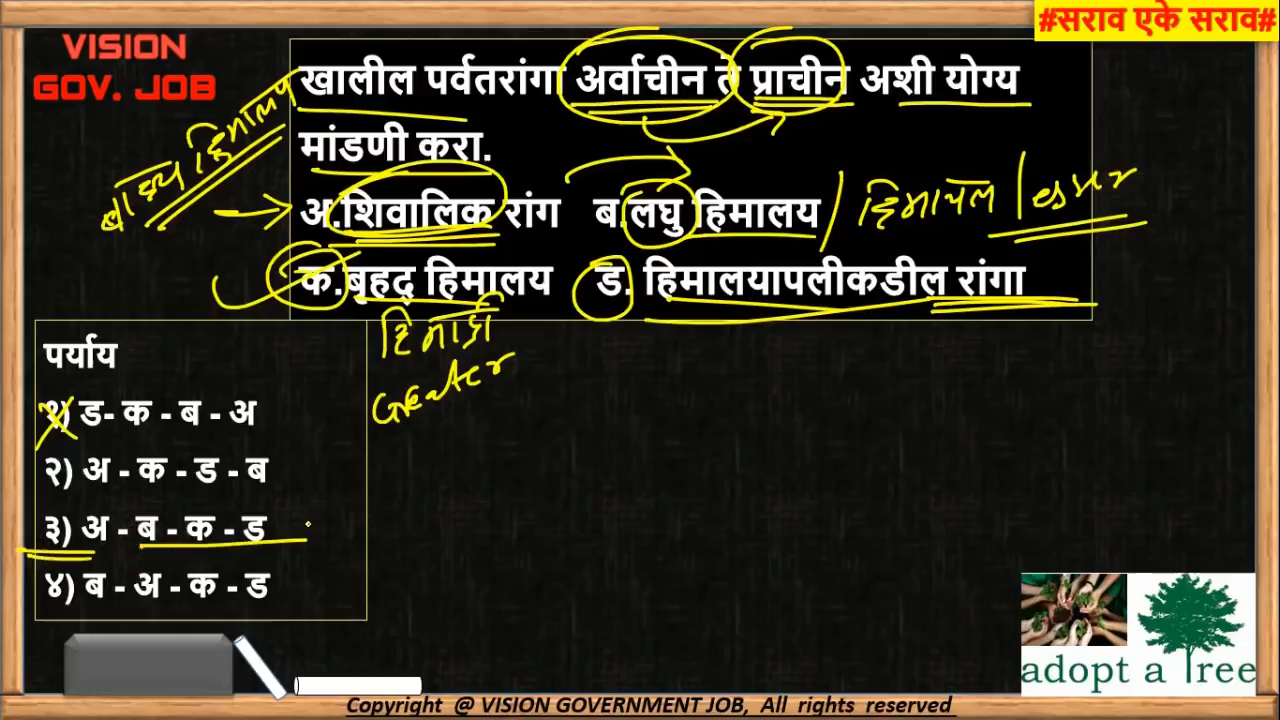 #सराव एके सराव#
VISION
GOV. JOB
खालील पर्वतरांगा अर्वाचीन ते प्राचीन अशी योग्य
मांडणी करा.
बाह्य हिमालय
अ.शिवालिक रांग ब.लघु हिमालय / हिमाचल / लेसर
क.बृहद् हिमालय ड. हिमालयापलीकडील रांगा
हिमाद्री
Greater
पर्याय
१) ड- क - ब - अ
२) अ - क - ड - ब
३) अ - ब - क - ड
४) ब - अ - क - ड
adopt a Tree
Copyright @ VISION GOVERNMENT JOB, All rights reserved